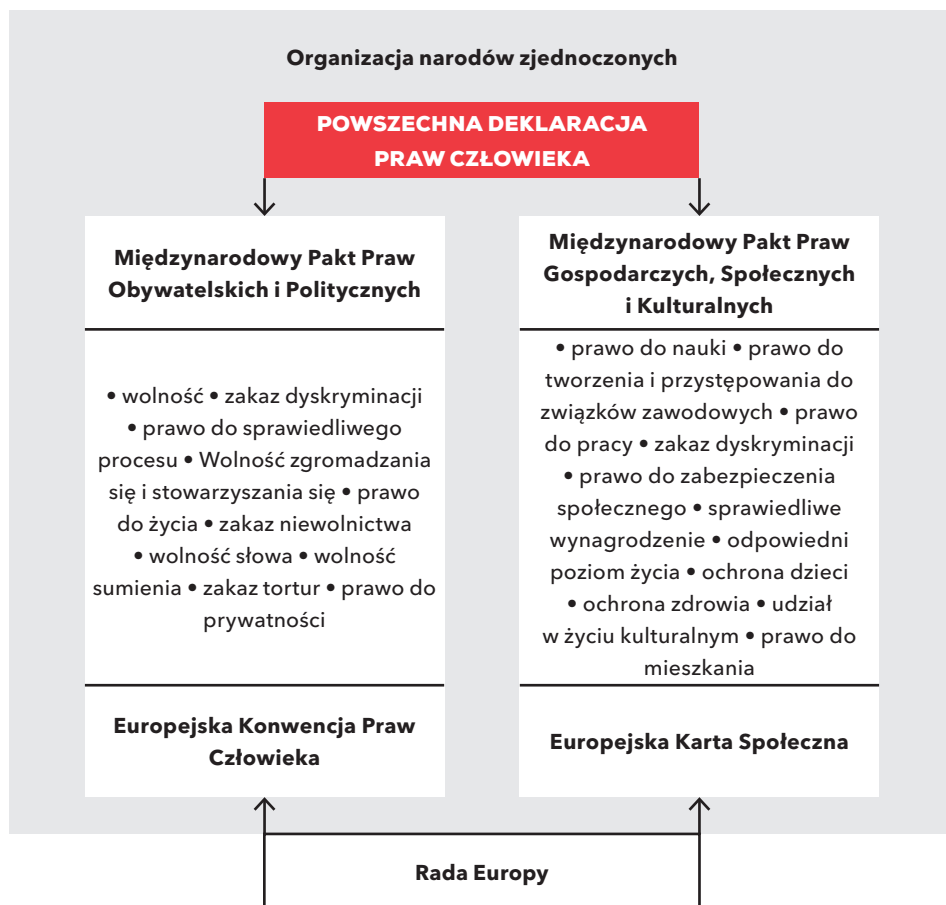 Organizacja narodów zjednoczonych
POWSZECHNA DEKLARACJA
PRAW CZŁOWIEKA
Międzynarodowy Pakt Praw
Obywatelskich i Politycznych
• wolność • zakaz dyskryminacji
• prawo do sprawiedliwego
procesu • Wolność zgromadzania
się i stowarzyszania się • prawo
do życia • zakaz niewolnictwa
• wolność słowa • wolność
sumienia • zakaz tortur • prawo do
prywatności
Europejska Konwencja Praw
Człowieka
Międzynarodowy Pakt Praw
Gospodarczych, Społecznych
i Kulturalnych
• prawo do nauki • prawo do
tworzenia i przystępowania do
związków zawodowych • prawo
do pracy • zakaz dyskryminacji
• prawo do zabezpieczenia
społecznego • sprawiedliwe
wynagrodzenie • odpowiedni
poziom życia • ochrona dzieci
• ochrona zdrowia • udział
w życiu kulturalnym • prawo do
mieszkania
Europejska Karta Społeczna
Rada Europy